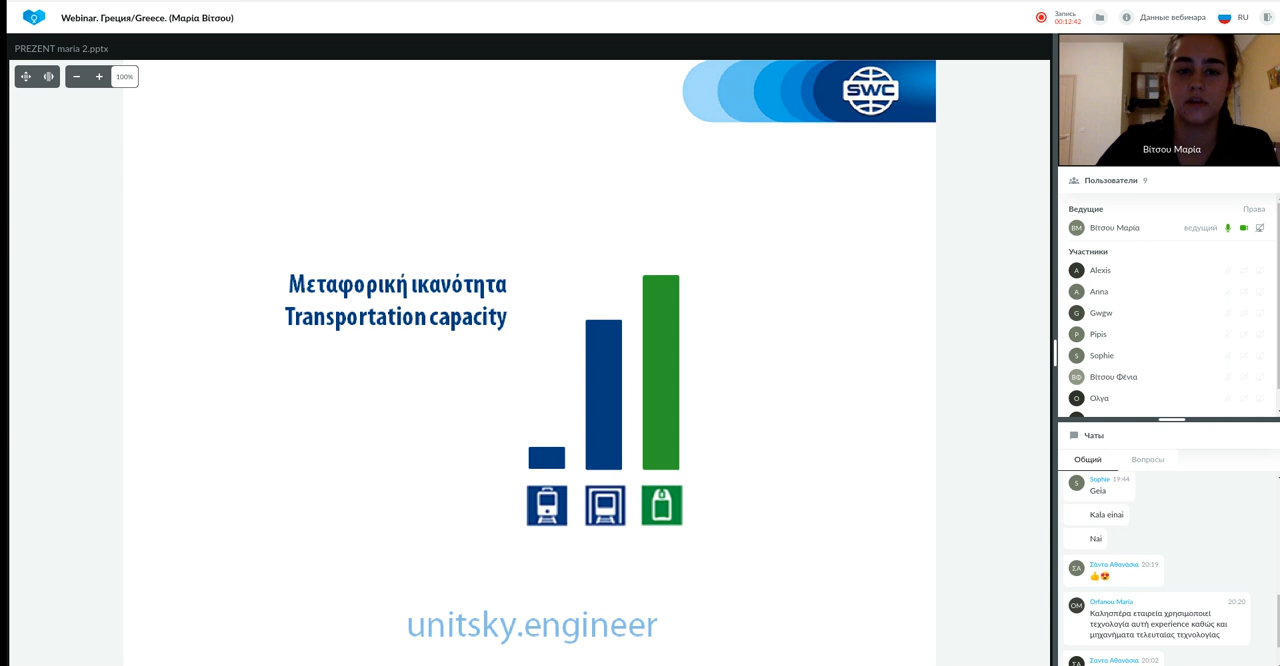 Webinar. Греция/Greece. (Μαρία Βίτσου)
Запись
00:12:42
Данные вебинара
RU
PREZENT maria 2.pptx
100%
SWC
Μεταφορική ικανότητα
Transportation capacity
unitsky.engineer
Βίτσου Μαρία
Пользователи 9
Ведущие Права
ΒΜ Βίτσου Μαρία ведущий
Участники
A Alexis
A Anna
G Gwgw
P Pipis
S Sophie
ΒΦ Βίτσου Φένια
Ο Ολγα
Чаты
Общий Вопросы
S Sophie 19:44
Geia
Kala einai
Nai
ΣΑ Σάντα Αθανάσια 20:19
OM Orfanou Maria 20:20
Καλησπέρα εταιρεία χρησιμοποιεί
τεχνολογία αυτή experience καθώς και
μηχανήματα τελευταίας τεχνολογίας
ΣΑ Σαντα Αθανασια 20:02